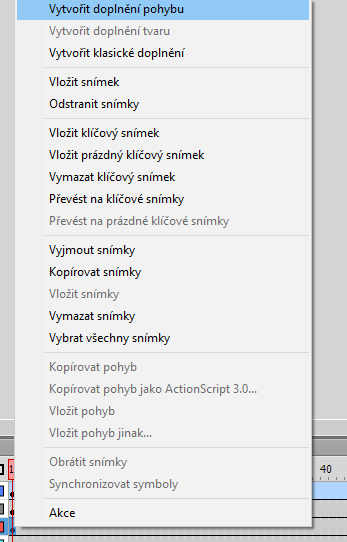 Vytvořit doplnění pohybu
Vytvořit doplnění tvaru
Vytvořit klasické doplnění
Vložit snímek
Odstranit snímky
Vložit klíčový snímek
Vložit prázdný klíčový snímek
Vymazat klíčový snímek
Převést na klíčové snímky
Převést na prázdné klíčové snímky
Vyjmout snímky
Kopírovat snímky
Vložit snímky
Vymazat snímky
Vybrat všechny snímky
Kopírovat pohyb
Kopírovat pohyb jako ActionScript 3.0...
Vložit pohyb
Vložit pohyb jinak...
Obrátit snímky
1 40
Synchronizovat symboly
Akce